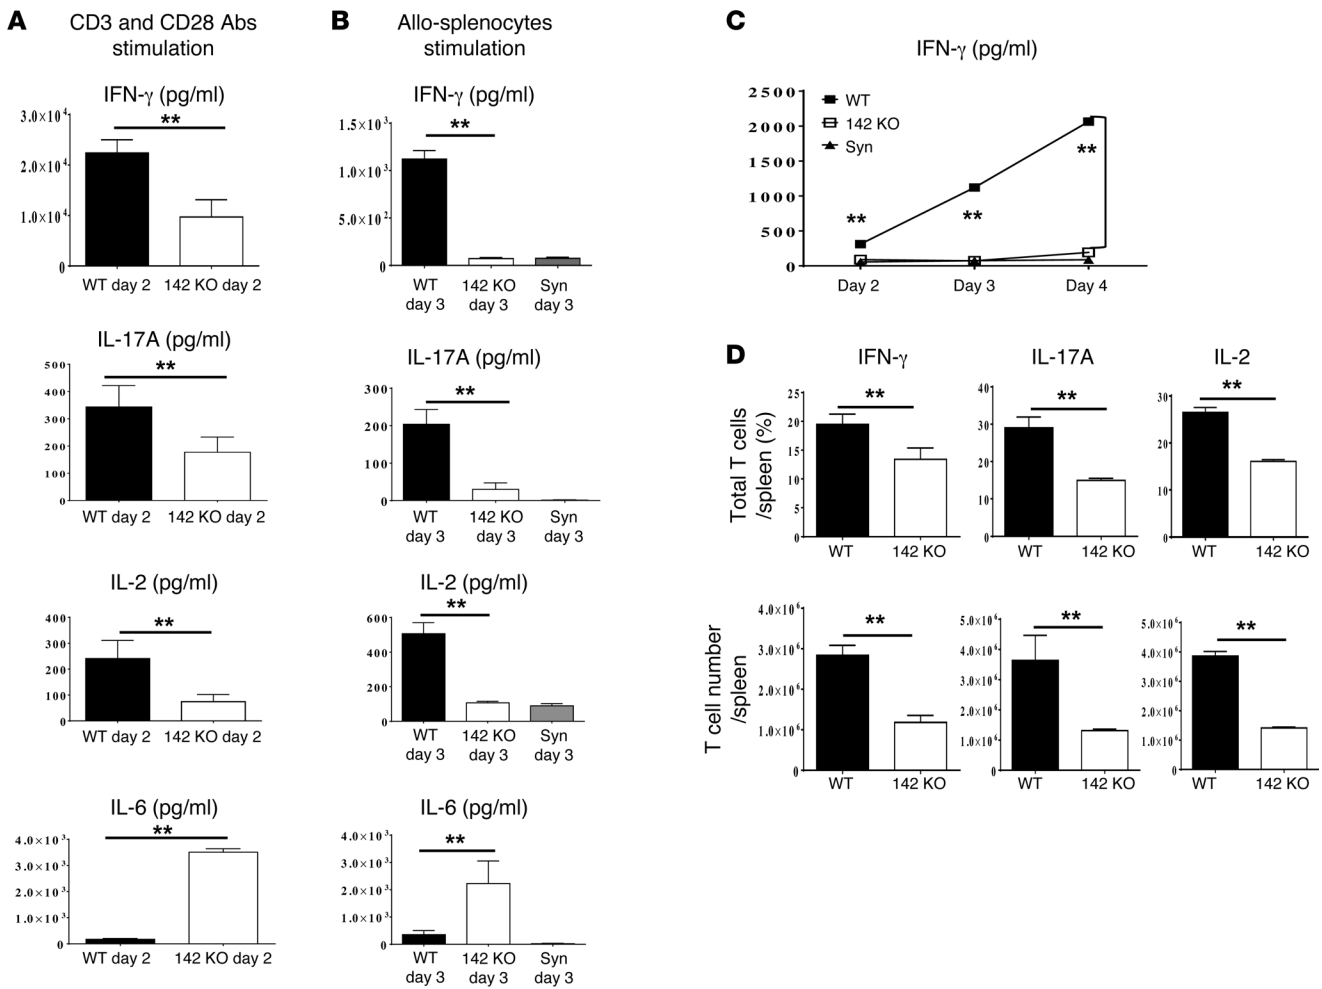 A
CD3 and CD28 Abs
stimulation
IFN-γ (pg/ml)
3.0×10⁴
2.0×10⁴
1.0×10⁴
0
**
WT day 2
142 KO day 2
IL-17A (pg/ml)
500
400
300
200
100
0
**
WT day 2
142 KO day 2
IL-2 (pg/ml)
400
300
200
100
0
**
WT day 2
142 KO day 2
IL-6 (pg/ml)
4.0×10³
3.0×10³
2.0×10³
1.0×10³
0
**
WT day 2
142 KO day 2
B
Allo-splenocytes
stimulation
IFN-γ (pg/ml)
1.5×10³
1.0×10³
5.0×10²
0
**
WT
day 3
142 KO
day 3
Syn
day 3
IL-17A (pg/ml)
300
200
100
0
**
WT
day 3
142 KO
day 3
Syn
day 3
IL-2 (pg/ml)
600
400
200
0
**
WT
day 3
142 KO
day 3
Syn
day 3
IL-6 (pg/ml)
4.0×10³
3.0×10³
2.0×10³
1.0×10³
0
**
WT
day 3
142 KO
day 3
Syn
day 3
C
IFN-γ (pg/ml)
2500
2000
1500
1000
500
0
WT
142 KO
Syn
**
**
**
Day 2
Day 3
Day 4
D
Total T cells
/spleen (%)
IFN-γ
25
20
15
10
5
0
**
WT
142 KO
IL-17A
40
30
20
10
0
**
WT
142 KO
IL-2
30
20
10
0
**
WT
142 KO
T cell number
/spleen
4.0×10⁶
3.0×10⁶
2.0×10⁶
1.0×10⁶
0
**
WT
142 KO
5.0×10⁶
4.0×10⁶
3.0×10⁶
2.0×10⁶
1.0×10⁶
0
**
WT
142 KO
5.0×10⁶
4.0×10⁶
3.0×10⁶
2.0×10⁶
1.0×10⁶
0
**
WT
142 KO